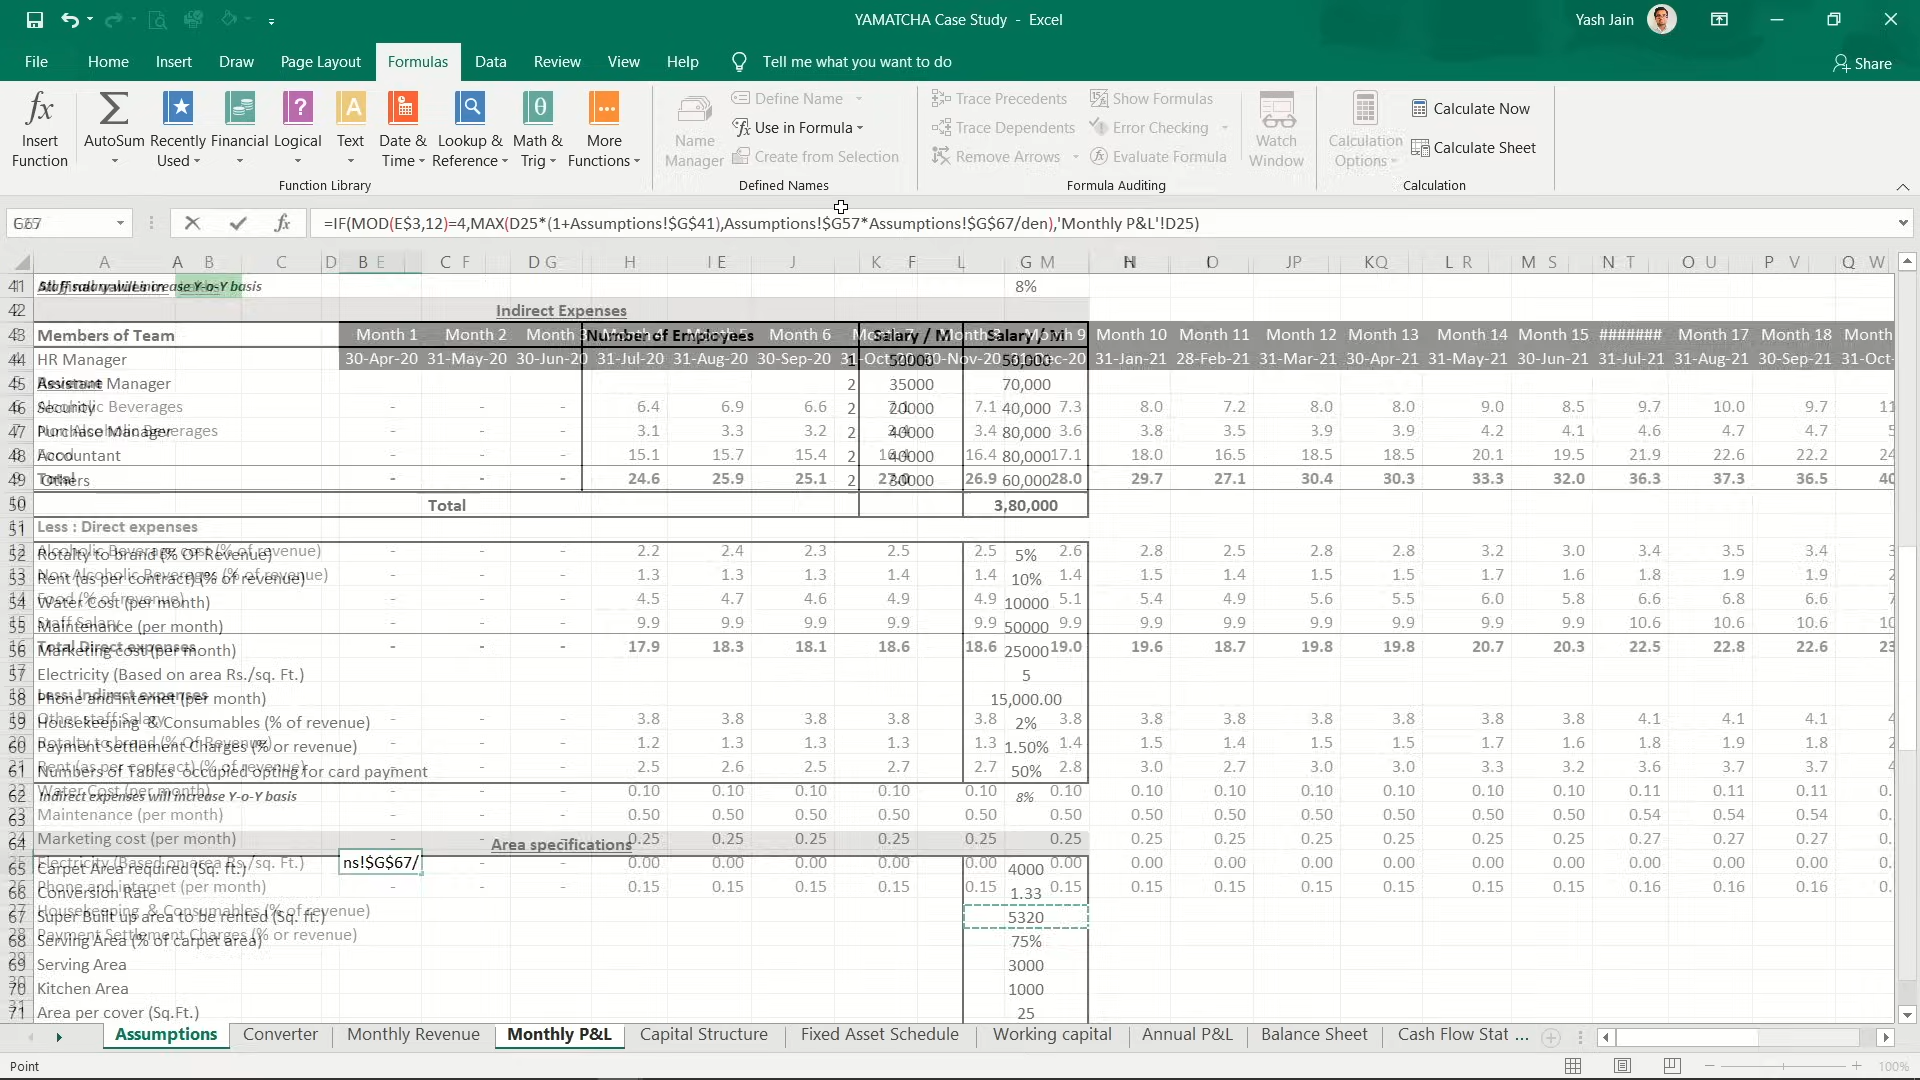 YAMATCHA Case Study - Excel
Yash Jain
File Home Insert Draw Page Layout Formulas Data Review View Help Tell me what you want to do Share
Insert Function
AutoSum
Recently Used
Financial
Logical
Text
Date & Time
Lookup & Reference
Math & Trig
More Functions
Function Library
Name Manager
Define Name
Use in Formula
Create from Selection
Defined Names
Trace Precedents
Trace Dependents
Remove Arrows
Show Formulas
Error Checking
Evaluate Formula
Formula Auditing
Watch Window
Calculation Options
Calculate Now
Calculate Sheet
Calculation
=IF(MOD(E$3,12)=4,MAX(D25*(1+Assumptions!$G$41),Assumptions!$G57*Assumptions!$G$67/den),'Monthly P&L'!D25)
8%
42 Indirect Expenses
Members of Team Number of Employees Salary / M Salary / M
Month 1 Month 2 Month 3 Month 6 Month 9 Month 10 Month 11 Month 12 Month 13 Month 14 Month 15 ####### Month 17 Month 18 Month
HR Manager 1 50000 50,000
30-Apr-20 31-May-20 30-Jun-20 31-Jul-20 31-Aug-20 30-Sep-20 31-Jan-21 28-Feb-21 31-Mar-21 30-Apr-21 31-May-21 30-Jun-21 31-Jul-21 31-Aug-21 30-Sep-21 31-Oct-
Assistant Manager 2 35000 70,000
Security 2 20000 40,000
Alcoholic Beverages - - - 6.4 6.9 6.6 7.1 7.1 7.3 8.0 7.2 8.0 8.0 9.0 8.5 9.7 10.0 9.7 11
Purchase Manager 2 40000 80,000
Non Alcoholic Beverages - - - 3.1 3.3 3.2 3.4 3.4 3.6 3.8 3.5 3.9 3.9 4.2 4.1 4.6 4.7 4.7
Accountant 2 40000 80,000
Food - - - 15.1 15.7 15.4 16.4 16.4 17.1 18.0 16.5 18.5 18.5 20.1 19.5 21.9 22.6 22.2 24
Others 2 30000 60,000
Total - - - 24.6 25.9 25.1 27.0 26.9 28.0 29.7 27.1 30.4 30.3 33.3 32.0 36.3 37.3 36.5 40
Total 3,80,000
Less : Direct expenses
Rotalty to brand (% Of Revenue) 5%
Alcoholic Beverage cost (% of revenue) - - - 2.2 2.4 2.3 2.5 2.5 2.6 2.8 2.5 2.8 2.8 3.2 3.0 3.4 3.5 3.4
Rent (as per contract) (% of revenue) 10%
Non Alcoholic Beverages (% of revenue) - - - 1.3 1.3 1.3 1.4 1.4 1.4 1.5 1.4 1.5 1.5 1.7 1.6 1.8 1.9 1.9
Water Cost (per month) 10000
Food (% of revenue) - - - 4.5 4.7 4.6 4.9 4.9 5.1 5.4 4.9 5.6 5.5 6.0 5.8 6.6 6.8 6.6
Maintenance (per month) 50000
Staff Salary - - - 9.9 9.9 9.9 9.9 9.9 9.9 9.9 9.9 9.9 9.9 9.9 9.9 10.6 10.6 10.6
Marketing cost (per month) 25000
Total Direct expenses - - - 17.9 18.3 18.1 18.6 18.6 19.0 19.6 18.7 19.8 19.8 20.7 20.3 22.5 22.8 22.6 23
Electricity (Based on area Rs./sq. Ft.) 5
Phone and internet (per month) 15,000.00
Less: Indirect expenses
Housekeeping & Consumables (% of revenue) 2%
Other staff Salary - - - 3.8 3.8 3.8 3.8 3.8 3.8 3.8 3.8 3.8 3.8 3.8 3.8 4.1 4.1 4.1
Payment Settlement Charges (% or revenue) 1.50%
Rotalty to brand (% Of Revenue) - - - 1.2 1.3 1.3 1.3 1.3 1.4 1.5 1.4 1.5 1.5 1.7 1.6 1.8 1.9 1.8
Numbers of Tables occupied opting for card payment 50%
Rent (as per contract) (% of revenue) - - - 2.5 2.6 2.5 2.7 2.7 2.8 3.0 2.7 3.0 3.0 3.3 3.2 3.6 3.7 3.7
Indirect expenses will increase Y-o-Y basis 8%
Water Cost (per month) - - - 0.10 0.10 0.10 0.10 0.10 0.10 0.10 0.10 0.10 0.10 0.10 0.10 0.11 0.11 0.11 0.
Maintenance (per month) - - - 0.50 0.50 0.50 0.50 0.50 0.50 0.50 0.50 0.50 0.50 0.50 0.50 0.54 0.54 0.54 0.
Marketing cost (per month) - - - 0.25 0.25 0.25 0.25 0.25 0.25 0.25 0.25 0.25 0.25 0.25 0.25 0.27 0.27 0.27 0.
Area specifications
Electricity (Based on area Rs./sq. Ft.) ns!$G$67/ - - 0.00 0.00 0.00 0.00 0.00 0.00 0.00 0.00 0.00 0.00 0.00 0.00 0.00 0.00 0.00 0.
Carpet Area required (Sq. ft.) 4000
Phone and internet (per month) - - - 0.15 0.15 0.15 0.15 0.15 0.15 0.15 0.15 0.15 0.15 0.15 0.15 0.16 0.16 0.16 0.
Conversion Rate 1.33
Housekeeping & Consumables (% of revenue)
Super Built up area to be rented (Sq. ft.) 5320
Payment Settlement Charges (% or revenue)
Serving Area (% of carpet area) 75%
69 Serving Area 3000
70 Kitchen Area 1000
71 Area per cover (Sq.Ft.) 25
Assumptions Converter Monthly Revenue Monthly P&L Capital Structure Fixed Asset Schedule Working capital Annual P&L Balance Sheet Cash Flow Stat ...
Point
100%